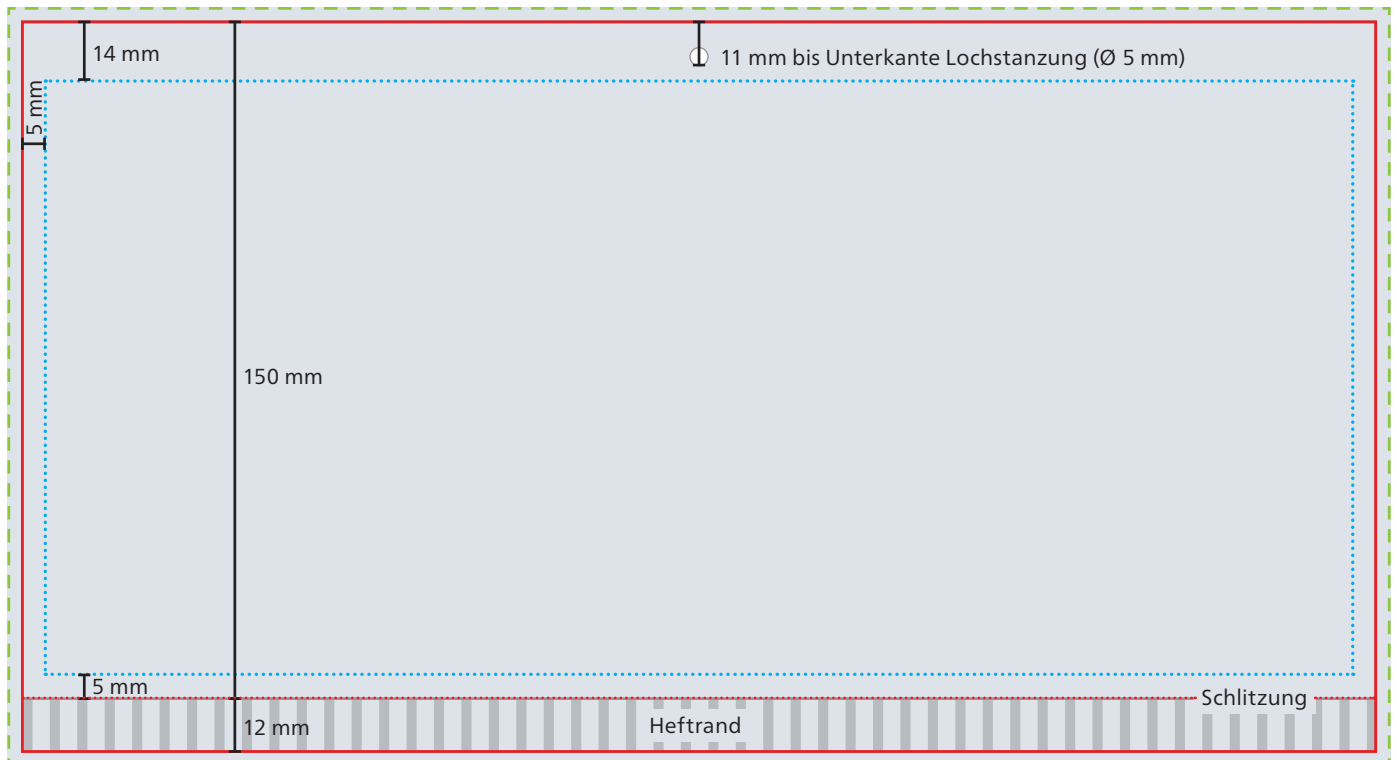 14 mm
11 mm bis Unterkante Lochstanzung (Ø 5 mm)
5 mm
150 mm
5 mm
Schlitzung
12 mm
Heftrand